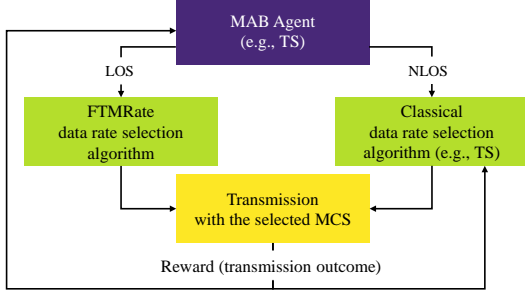 MAB Agent
(e.g., TS)
LOS
NLOS
FTMRate
data rate selection
algorithm
Classical
data rate selection
algorithm (e.g., TS)
Transmission
with the selected MCS
Reward (transmission outcome)